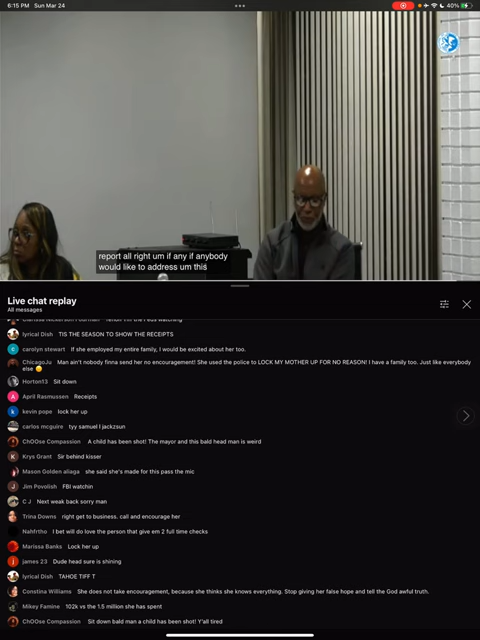 6:15 PM Sun Mar 24
40%
report all right um if any if anybody
would like to address um this
Live chat replay
All messages
lyrical Dish TIS THE SEASON TO SHOW THE RECEIPTS
carolyn stewart If she employed my entire family, I would be excited about her too.
ChicagoJu Man ain't nobody finna send her no encouragement! She used the police to LOCK MY MOTHER UP FOR NO REASON! I have a family too. Just like everybody
else
Horton13 Sit down
April Rasmussen Receipts
kevin pope lock her up
carlos mcguire tyy samuel l jackzsun
ChOOse Compassion A child has been shot! The mayor and this bald head man is weird
Krys Grant Sir behind kisser
Mason Golden aliaga she said she's made for this pass the mic
Jim Povolish FBI watchin
C J Next weak back sorry man
Trina Downs right get to business. call and encourage her
Nahfrtho I bet will do love the person that give em 2 full time checks
Marissa Banks Lock her up
james 23 Dude head sure is shining
lyrical Dish TAHOE TIFF T
Constina Williams She does not take encouragement, because she thinks she knows everything. Stop giving her false hope and tell the God awful truth.
Mikey Famine 102k vs the 1.5 million she has spent
ChOOse Compassion Sit down bald man a child has been shot! Y'all tired